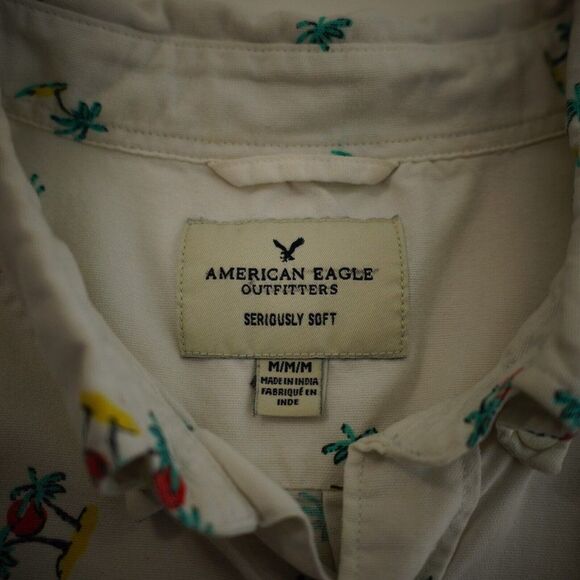 AMERICAN EAGLE
OUTFITTERS
SERIOUSLY SOFT
M/M/M
MADE IN INDIA
FABRIQUÉ EN
INDE